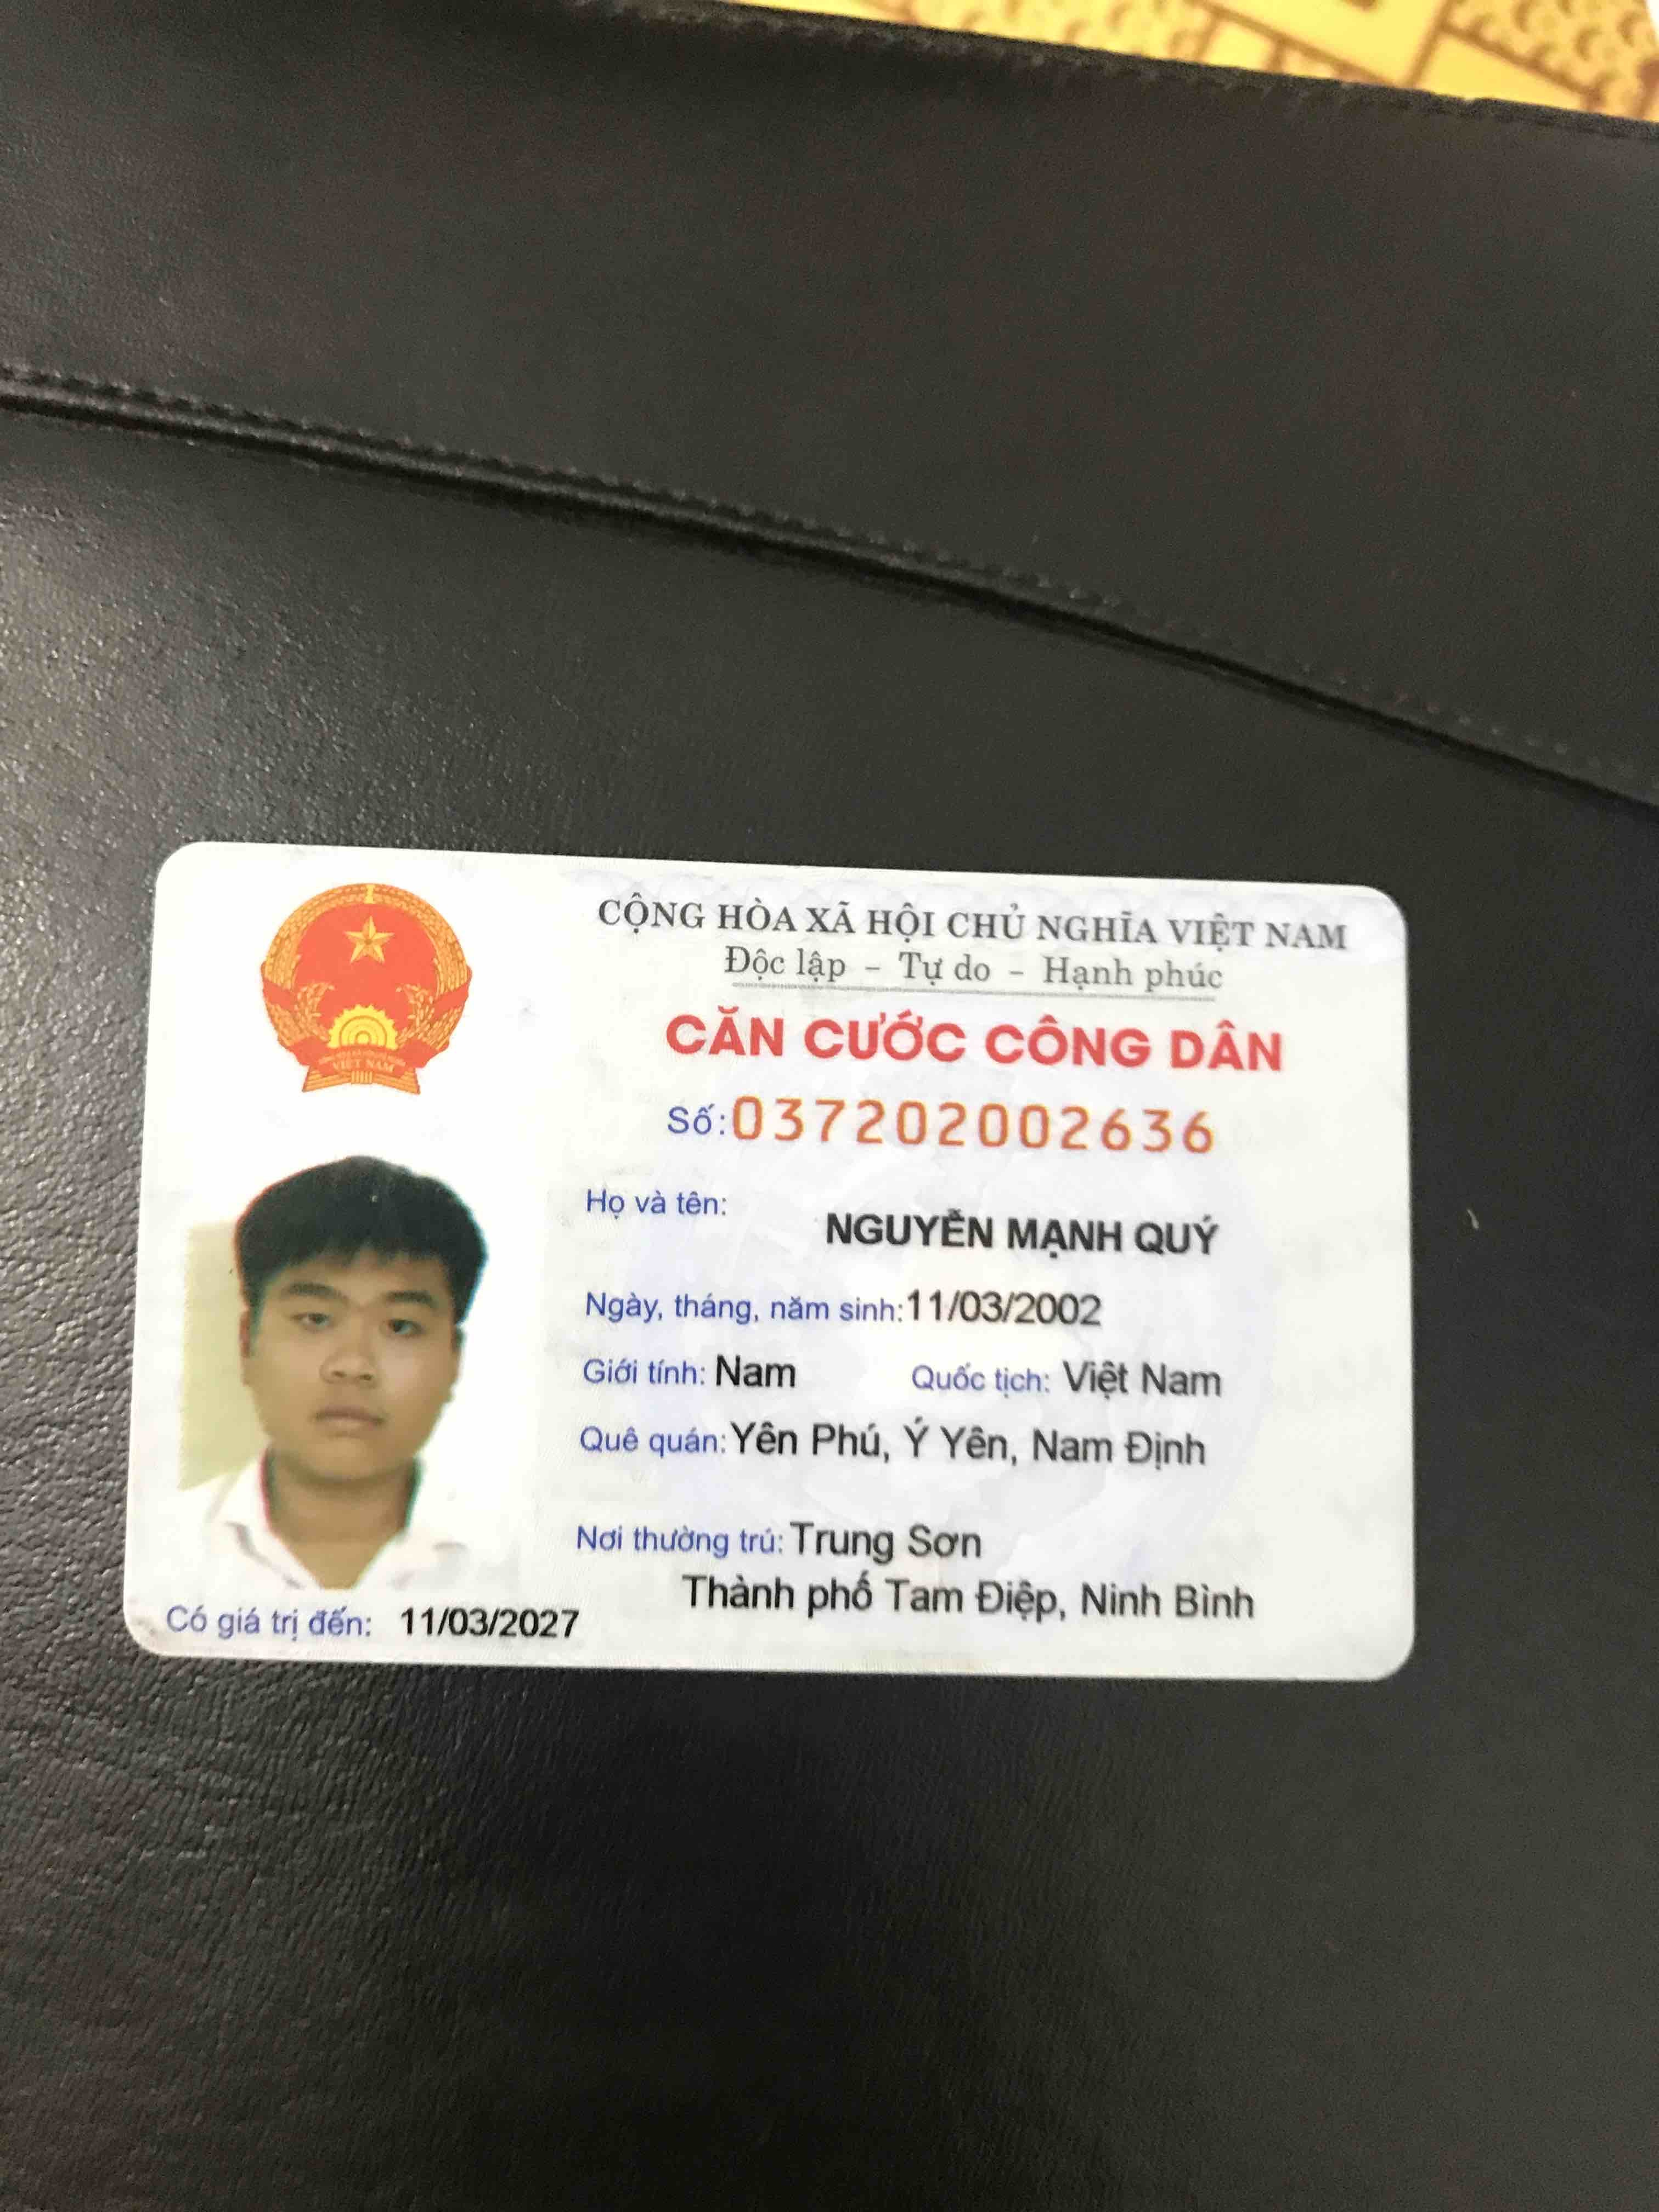 CỘNG HÒA XÃ HỘI CHỦ NGHĨA VIỆT NAM
Độc lập - Tự do - Hạnh phúc
CĂN CƯỚC CÔNG DÂN
Số: 037202002636
Họ và tên:
NGUYỄN MẠNH QUÝ
Ngày, tháng, năm sinh: 11/03/2002
Giới tính: Nam Quốc tịch: Việt Nam
Quê quán: Yên Phú, Ý Yên, Nam Định
Nơi thường trú: Trung Sơn
Thành phố Tam Điệp, Ninh Bình
Có giá trị đến: 11/03/2027
VIỆT NAM